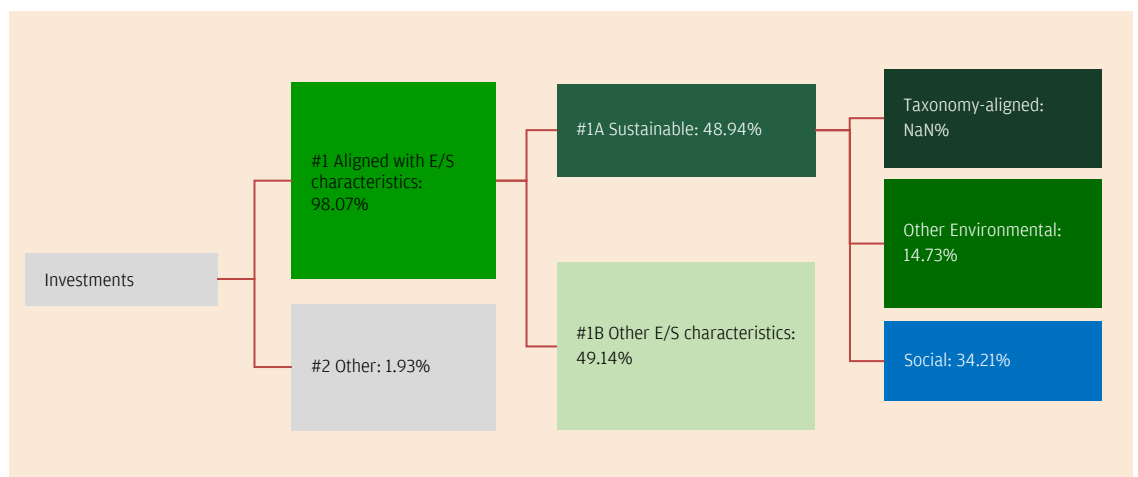 Investments
#1 Aligned with E/S
characteristics:
98.07%
#2 Other: 1.93%
#1A Sustainable: 48.94%
#1B Other E/S characteristics:
49.14%
Taxonomy-aligned:
NaN%
Other Environmental:
14.73%
Social: 34.21%